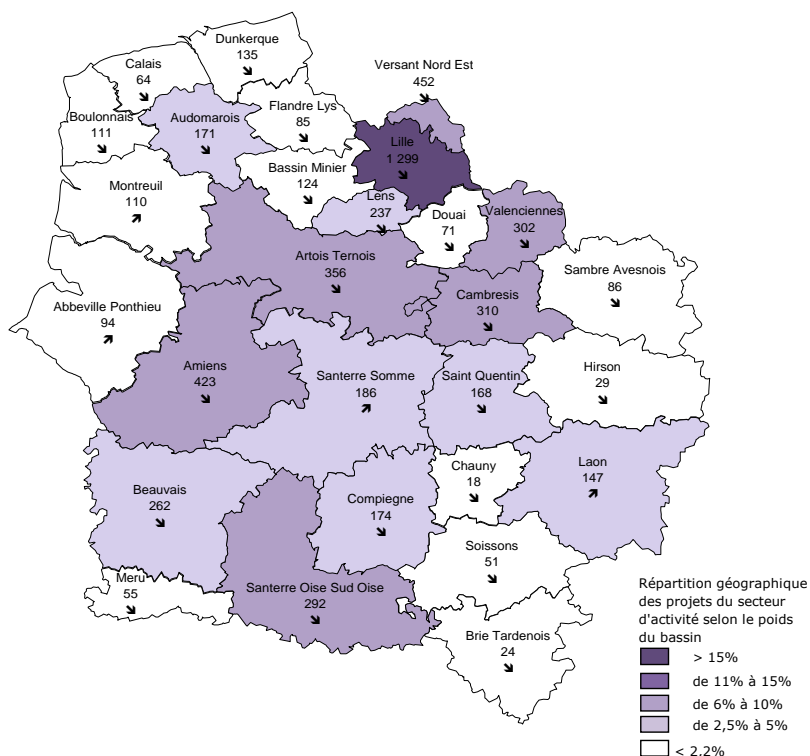 Dunkerque
135
Calais
64
Versant Nord Est
452
Flandre Lys
85
Boulonnais
111
Audomarois
171
Lille
1 299
Bassin Minier
124
Montreuil
110
Lens
237
Douai
71
Valenciennes
302
Artois Ternois
356
Sambre Avesnois
86
Cambresis
310
Abbeville Ponthieu
94
Amiens
423
Santerre Somme
186
Saint Quentin
168
Hirson
29
Chauny
18
Laon
147
Beauvais
262
Compiegne
174
Soissons
51
Meru
55
Santerre Oise Sud Oise
292
Brie Tardenois
24
Répartition géographique
des projets du secteur
d'activité selon le poids
du bassin
> 15%
de 11% à 15%
de 6% à 10%
de 2,5% à 5%
< 2,2%